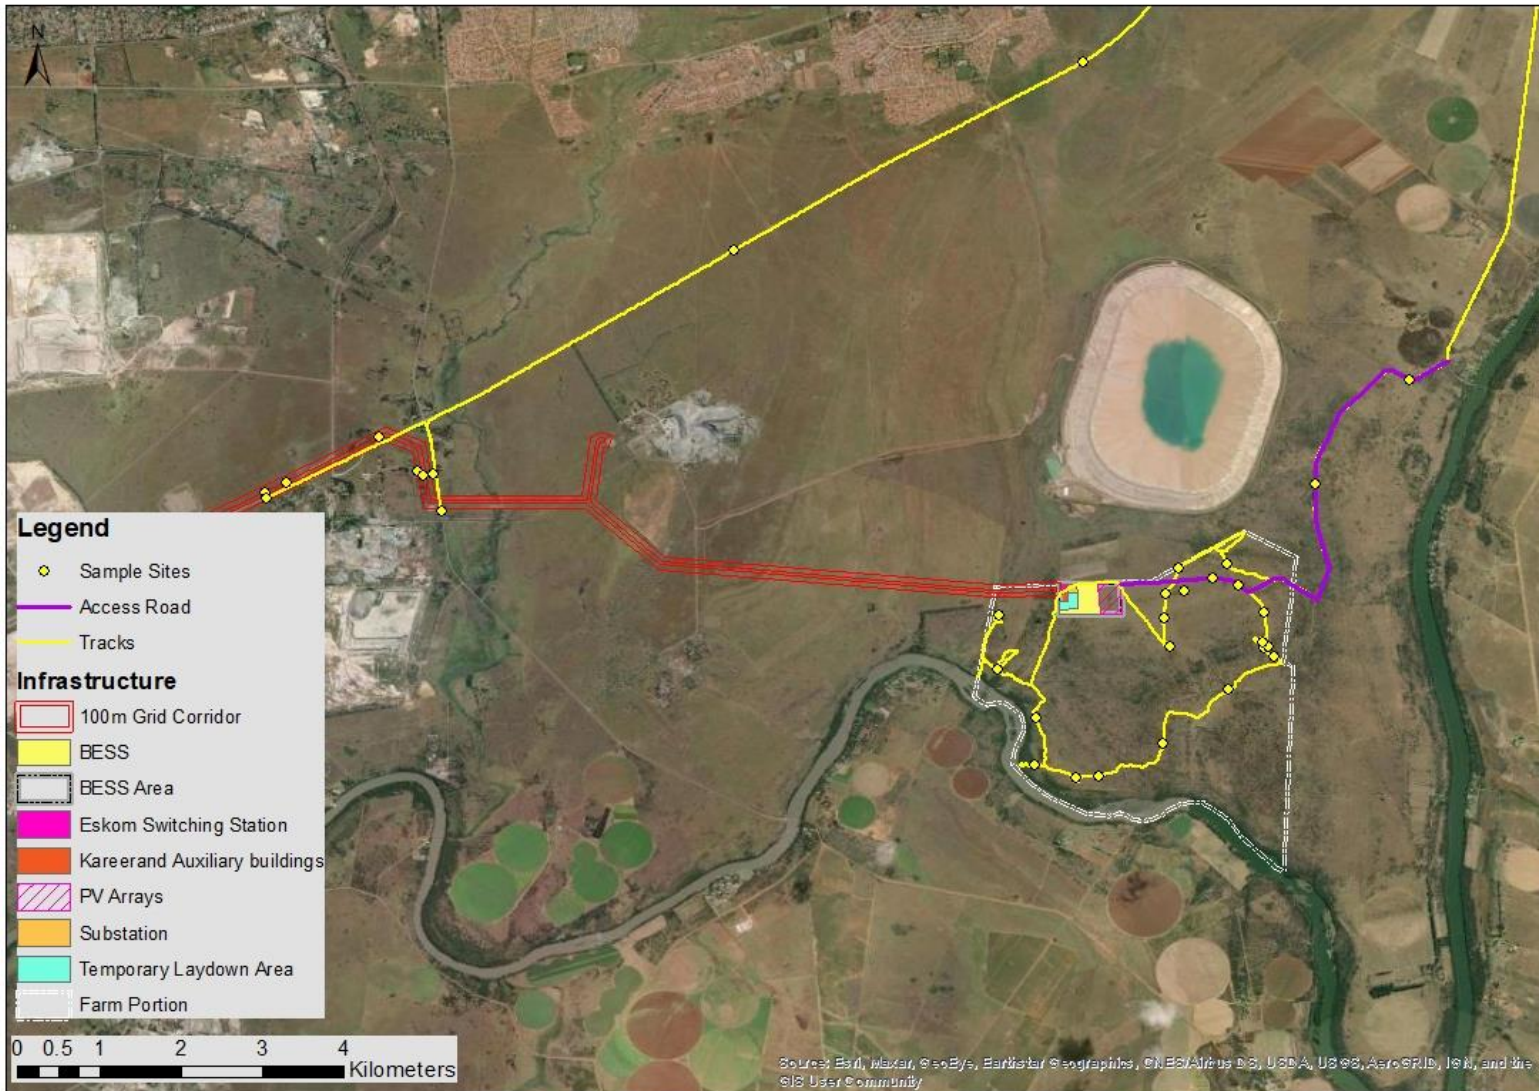 N
Legend
Sample Sites
Access Road
Tracks
Infrastructure
100m Grid Corridor
BESS
BESS Area
Eskom Switching Station
Kareerand Auxiliary buildings
PV Arrays
Substation
Temporary Laydown Area
Farm Portion
0 0.5 1 2 3 4
Kilometers
Source: Esri, Maxar, GeoEye, Earthstar Geographics, CNES/Airbus DS, USDA, USGS, AeroGRID, IGN, and the
GIS User Community